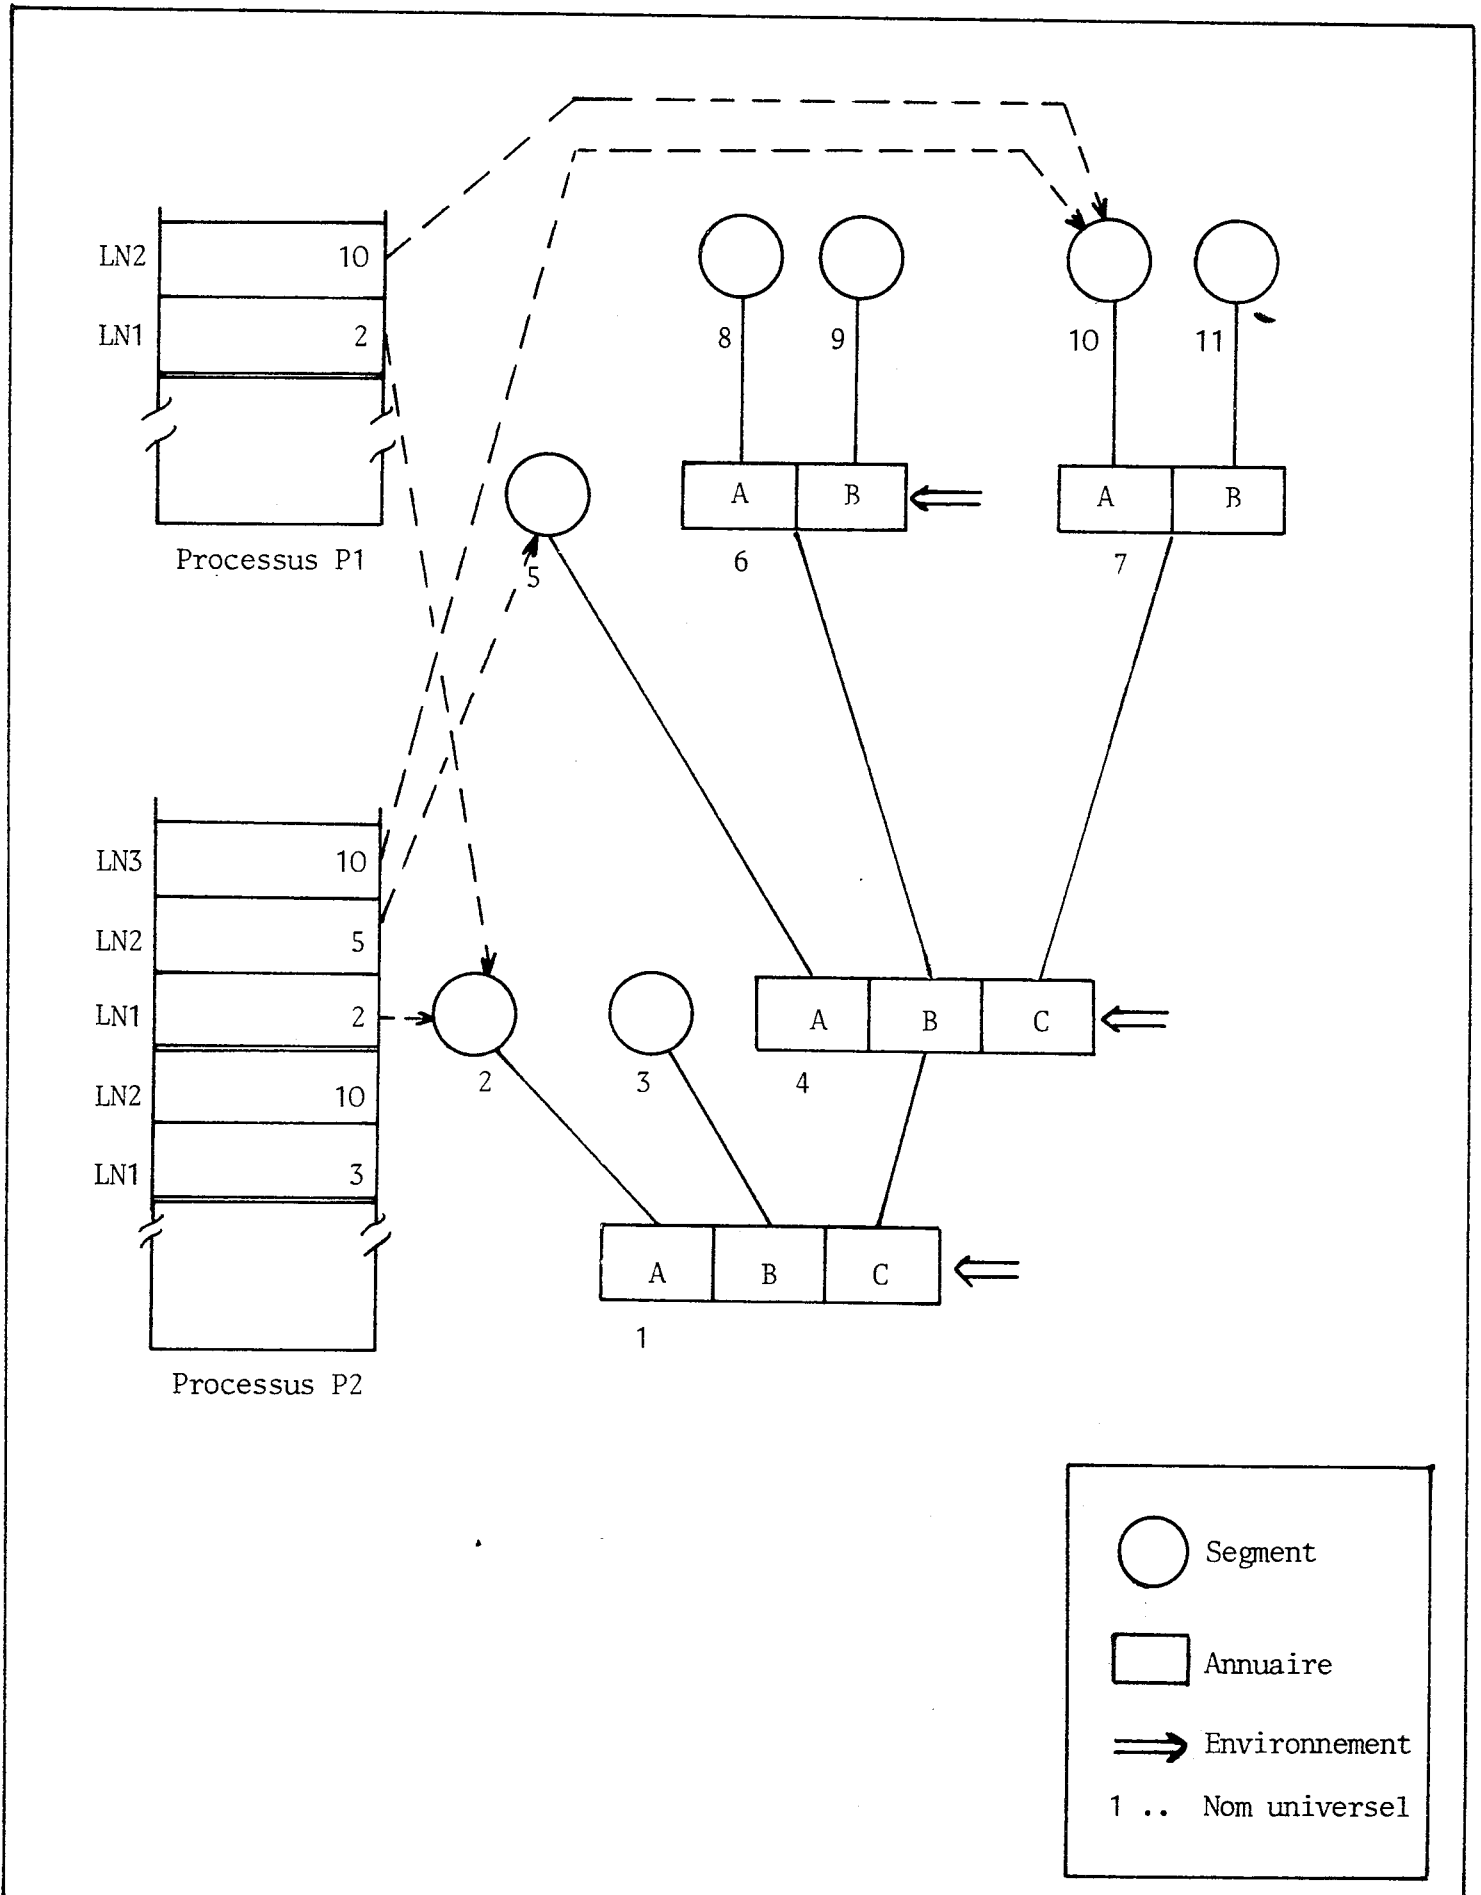 LN2 10
LN1 2
Processus P1
8 9 10 11
A B A B
5 6 7
LN3 10
LN2 5
LN1 2
LN2 10
LN1 3
Processus P2
A B C
2 3 4
A B C
1
Segment
Annuaire
Environnement
1 .. Nom universel